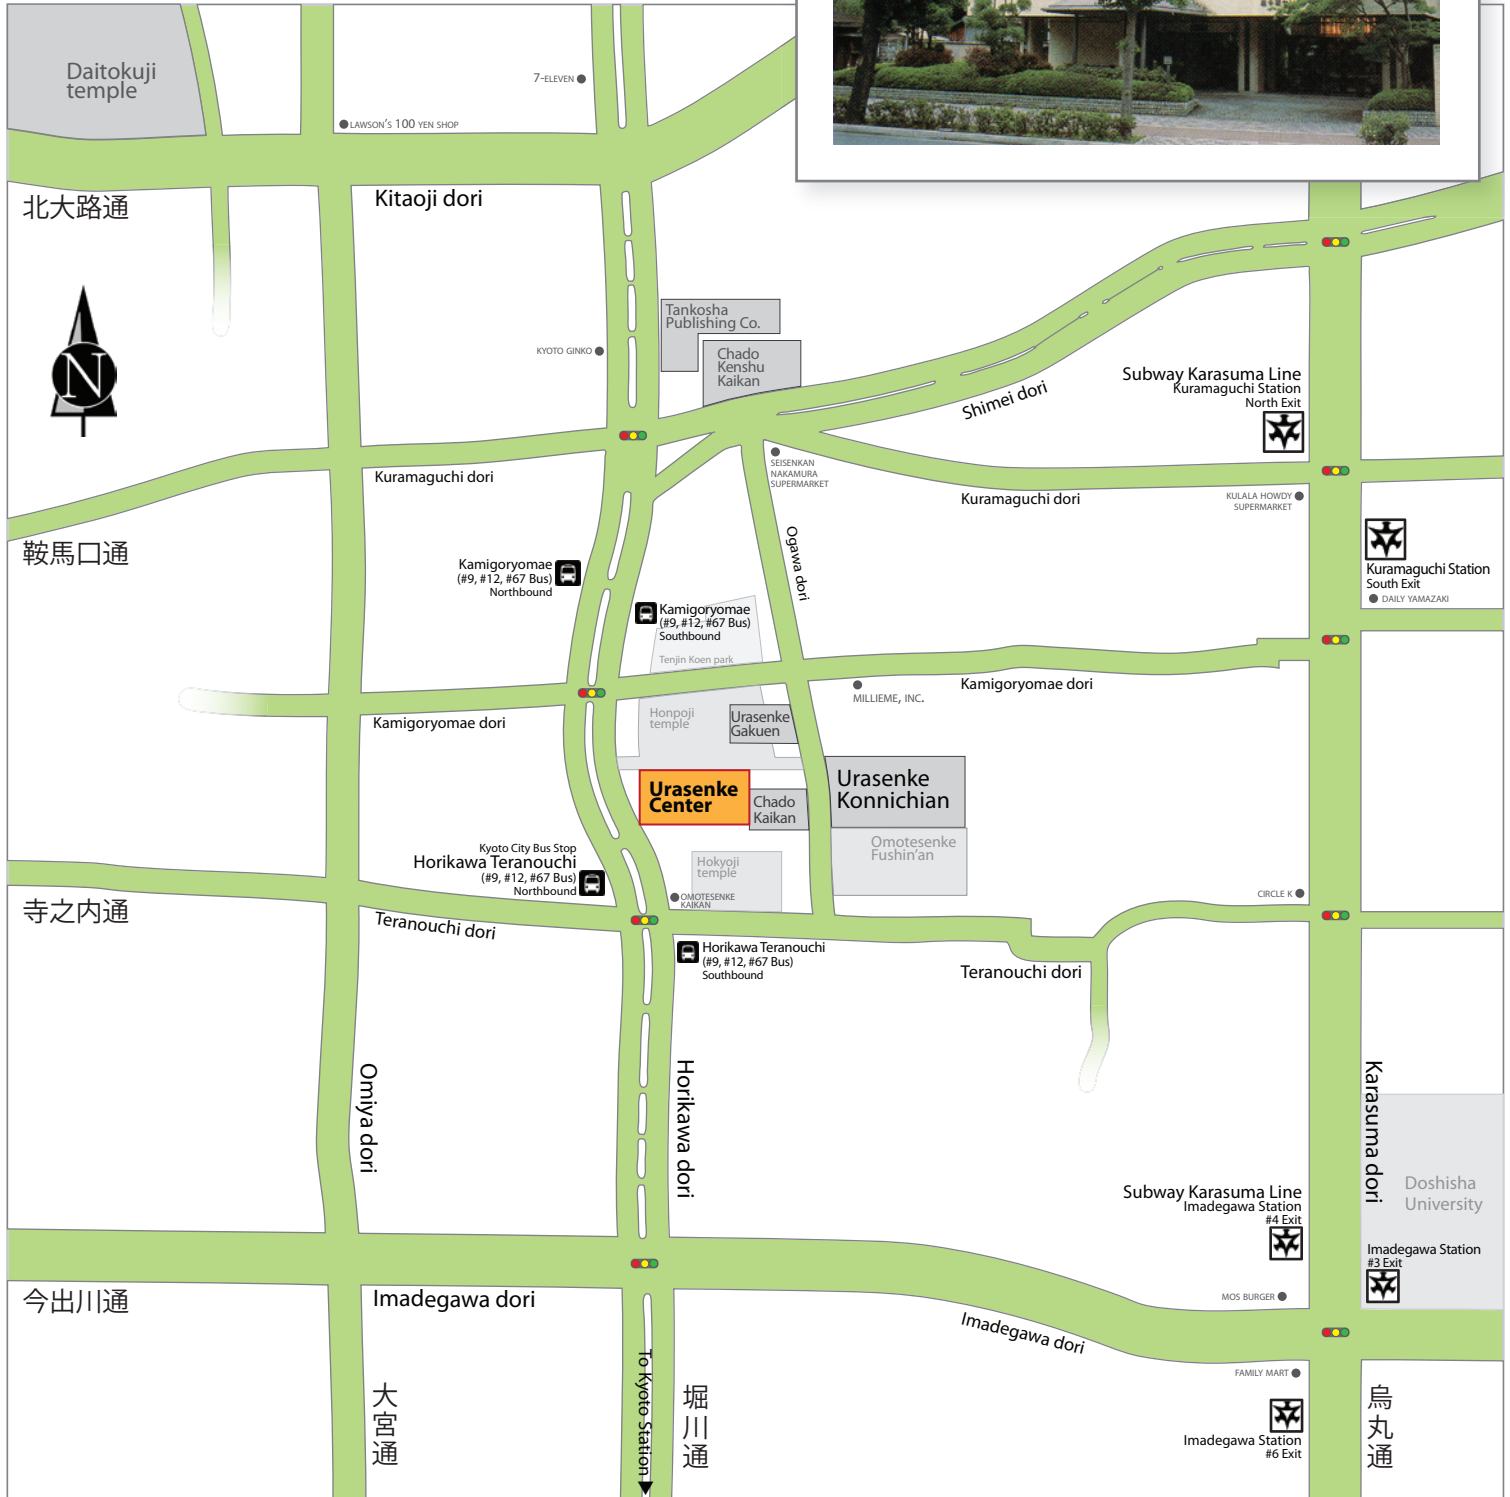 Daitokuji
temple
7-ELEVEN
LAWSON'S 100 YEN SHOP
北大路通
Kitaoji dori
N
Tankosha
Publishing Co.
KYOTO GINKO
Chado
Kenshu
Kaikan
Shimei dori
Subway Karasuma Line
Kuramaguchi Station
North Exit
Kuramaguchi dori
SEISENKAN
NAKAMURA
SUPERMARKET
Kuramaguchi dori
KULALA HOWDY
SUPERMARKET
鞍馬口通
Ogawa dori
Kamigoryomae
(#9, #12, #67 Bus)
Northbound
Kuramaguchi Station
South Exit
DAILY YAMAZAKI
Kamigoryomae
(#9, #12, #67 Bus)
Southbound
Tenjin Koen park
Kamigoryomae dori
MILLIEME, INC.
Kamigoryomae dori
Honpoji
temple
Urasenke
Gakuen
Urasenke
Konnichian
Urasenke
Center
Chado
Kaikan
Omotesenke
Fushin'an
Kyoto City Bus Stop
Horikawa Teranouchi
(#9, #12, #67 Bus)
Northbound
Hokyoji
temple
OMOTESENKE
KAIKAN
CIRCLE K
寺之内通
Teranouchi dori
Horikawa Teranouchi
(#9, #12, #67 Bus)
Southbound
Teranouchi dori
Omiya dori
Horikawa dori
Karasuma dori
Doshisha
University
Subway Karasuma Line
Imadegawa Station
#4 Exit
Imadegawa Station
#3 Exit
今出川通
Imadegawa dori
MOS BURGER
Imadegawa dori
To Kyoto Station
FAMILY MART
大宮通
堀川通
烏丸通
Imadegawa Station
#6 Exit